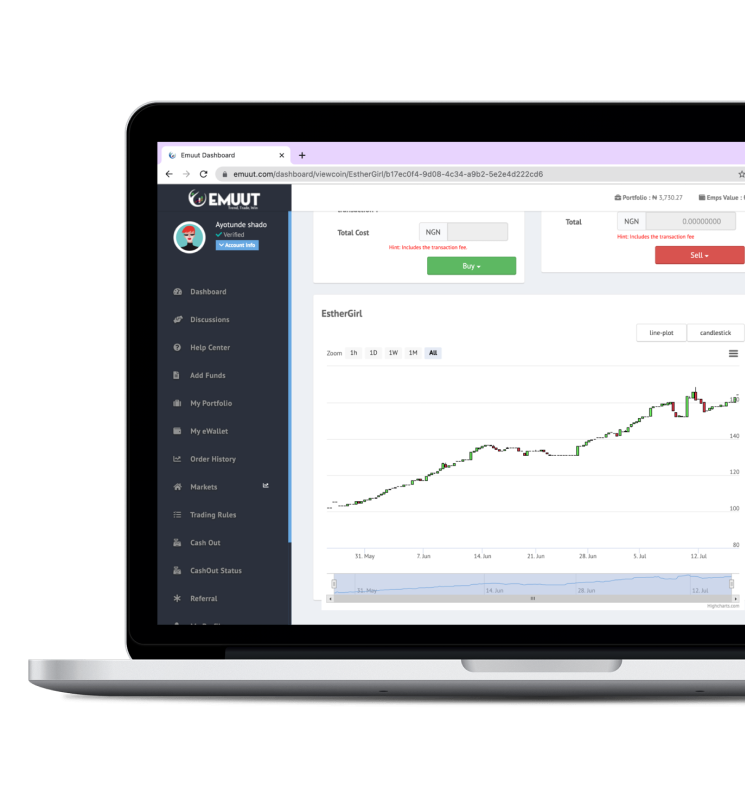 Emuut Dashboard
emuut.com/dashboard/viewcoin/EstherGirl/b17ec0f4-9d08-4c34-a9b2-5e2e4d222cd6
EMUUT
Portfolio : ₦ 3,730.27
Emps Value :
Ayotunde shado
Verified
Account Info
Total Cost
NGN
Hint: Includes the transaction fee.
Buy
Total
NGN
0.00000000
Hint: Includes the transaction fee
Sell
Dashboard
Discussions
Help Center
Add Funds
My Portfolio
My eWallet
Order History
Markets
Trading Rules
Cash Out
CashOut Status
Referral
EstherGirl
line-plot
candlestick
Zoom 1h 1D 1W 1M All
160
140
120
100
80
31. May 7. Jun 14. Jun 21. Jun 28. Jun 5. Jul 12. Jul
31. May 14. Jun 28. Jun 12. Jul
Highcharts.com